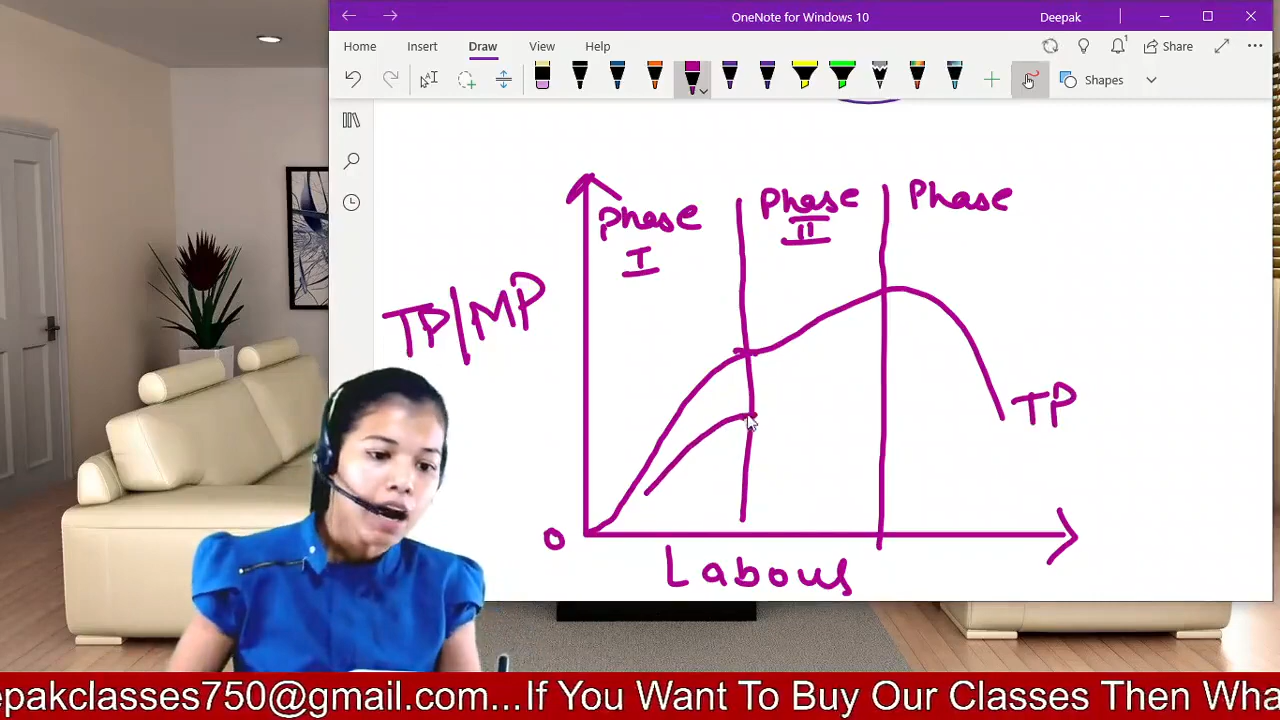 OneNote for Windows 10
Deepak
Home
Insert
Draw
View
Help
Share
Shapes
Phase
I
Phase
II
Phase
TP/MP
TP
0
Labour
epakclasses750@gmail.com...If You Want To Buy Our Classes Then Wha